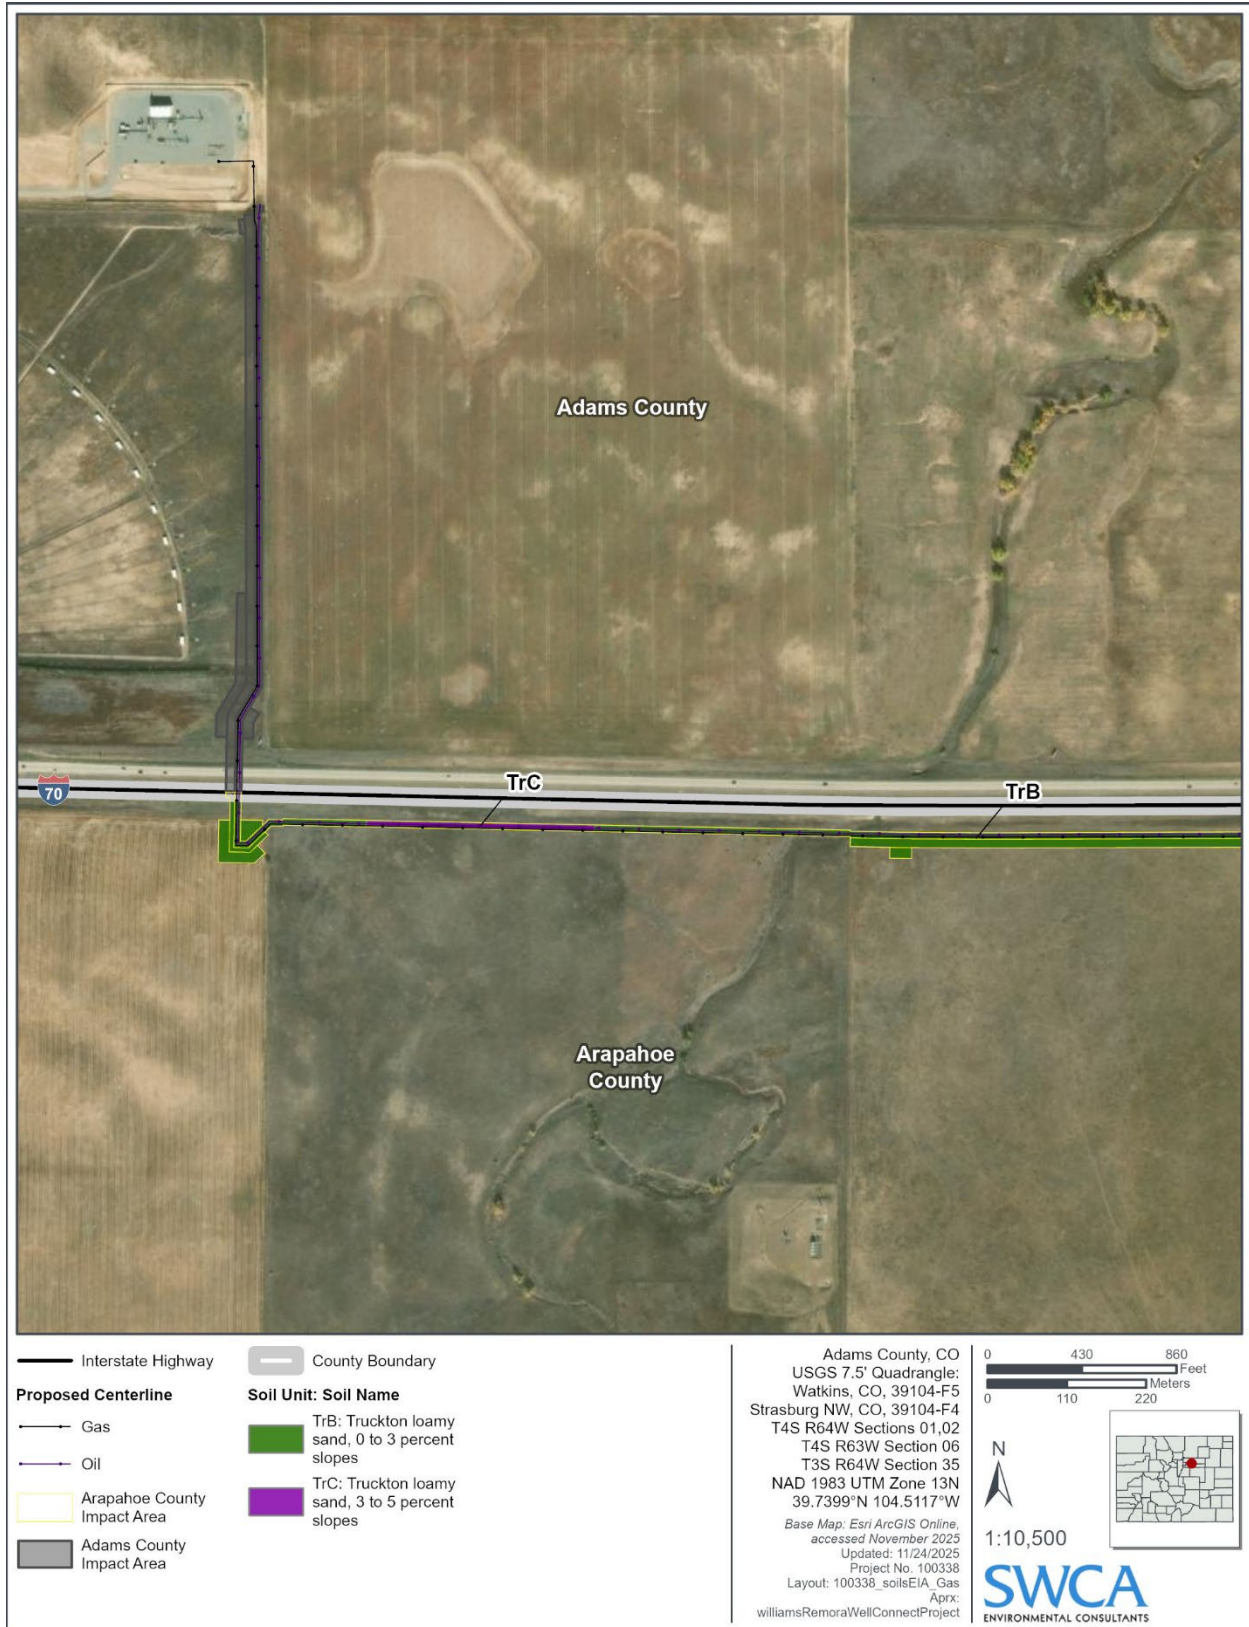 Adams County
TrC
TrB
70
Arapahoe
County
Interstate Highway
County Boundary
Proposed Centerline
Gas
Oil
Arapahoe County
Impact Area
Adams County
Impact Area
Soil Unit: Soil Name
TrB: Truckton loamy
sand, 0 to 3 percent
slopes
TrC: Truckton loamy
sand, 3 to 5 percent
slopes
Adams County, CO
USGS 7.5' Quadrangle:
Watkins, CO, 39104-F5
Strasburg NW, CO, 39104-F4
T4S R64W Sections 01,02
T4S R63W Section 06
T3S R64W Section 35
NAD 1983 UTM Zone 13N
39.7399°N 104.5117°W
Base Map: Esri ArcGIS Online,
accessed November 2025
Updated: 11/24/2025
Project No. 100338
Layout: 100338_soilsEIA_Gas
Aprx:
williamsRemoraWellConnectProject
0 430 860
Feet
Meters
0 110 220
N
1:10,500
SWCA
ENVIRONMENTAL CONSULTANTS